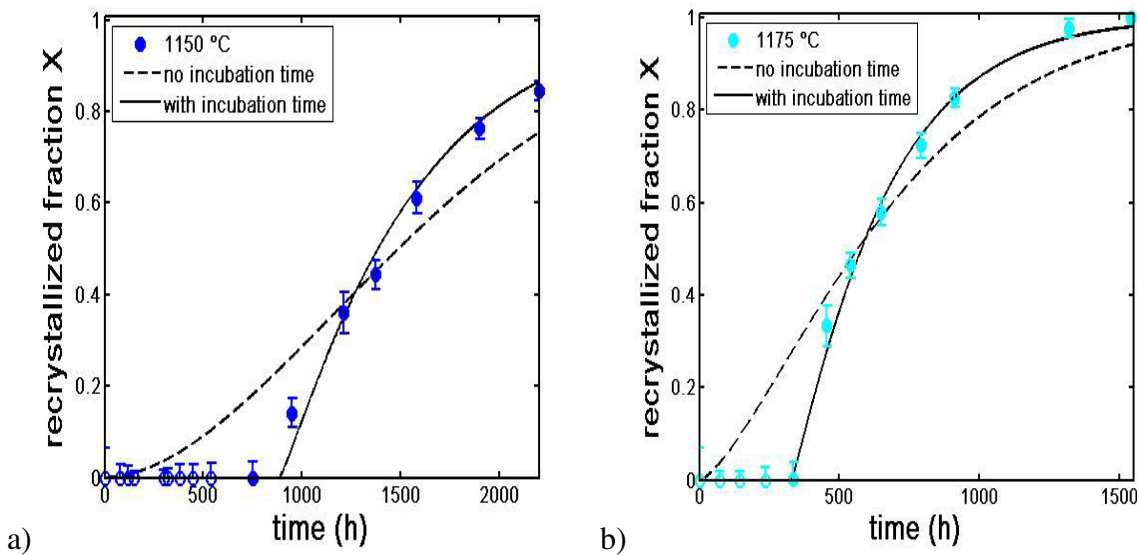 1
0.8
0.6
0.4
0.2
0
recrystallized fraction X
1150 °C
no incubation time
with incubation time
0 500 1000 1500 2000
time (h)
a)
1
0.8
0.6
0.4
0.2
0
recrystallized fraction X
1175 °C
no incubation time
with incubation time
0 500 1000 1500
time (h)
b)